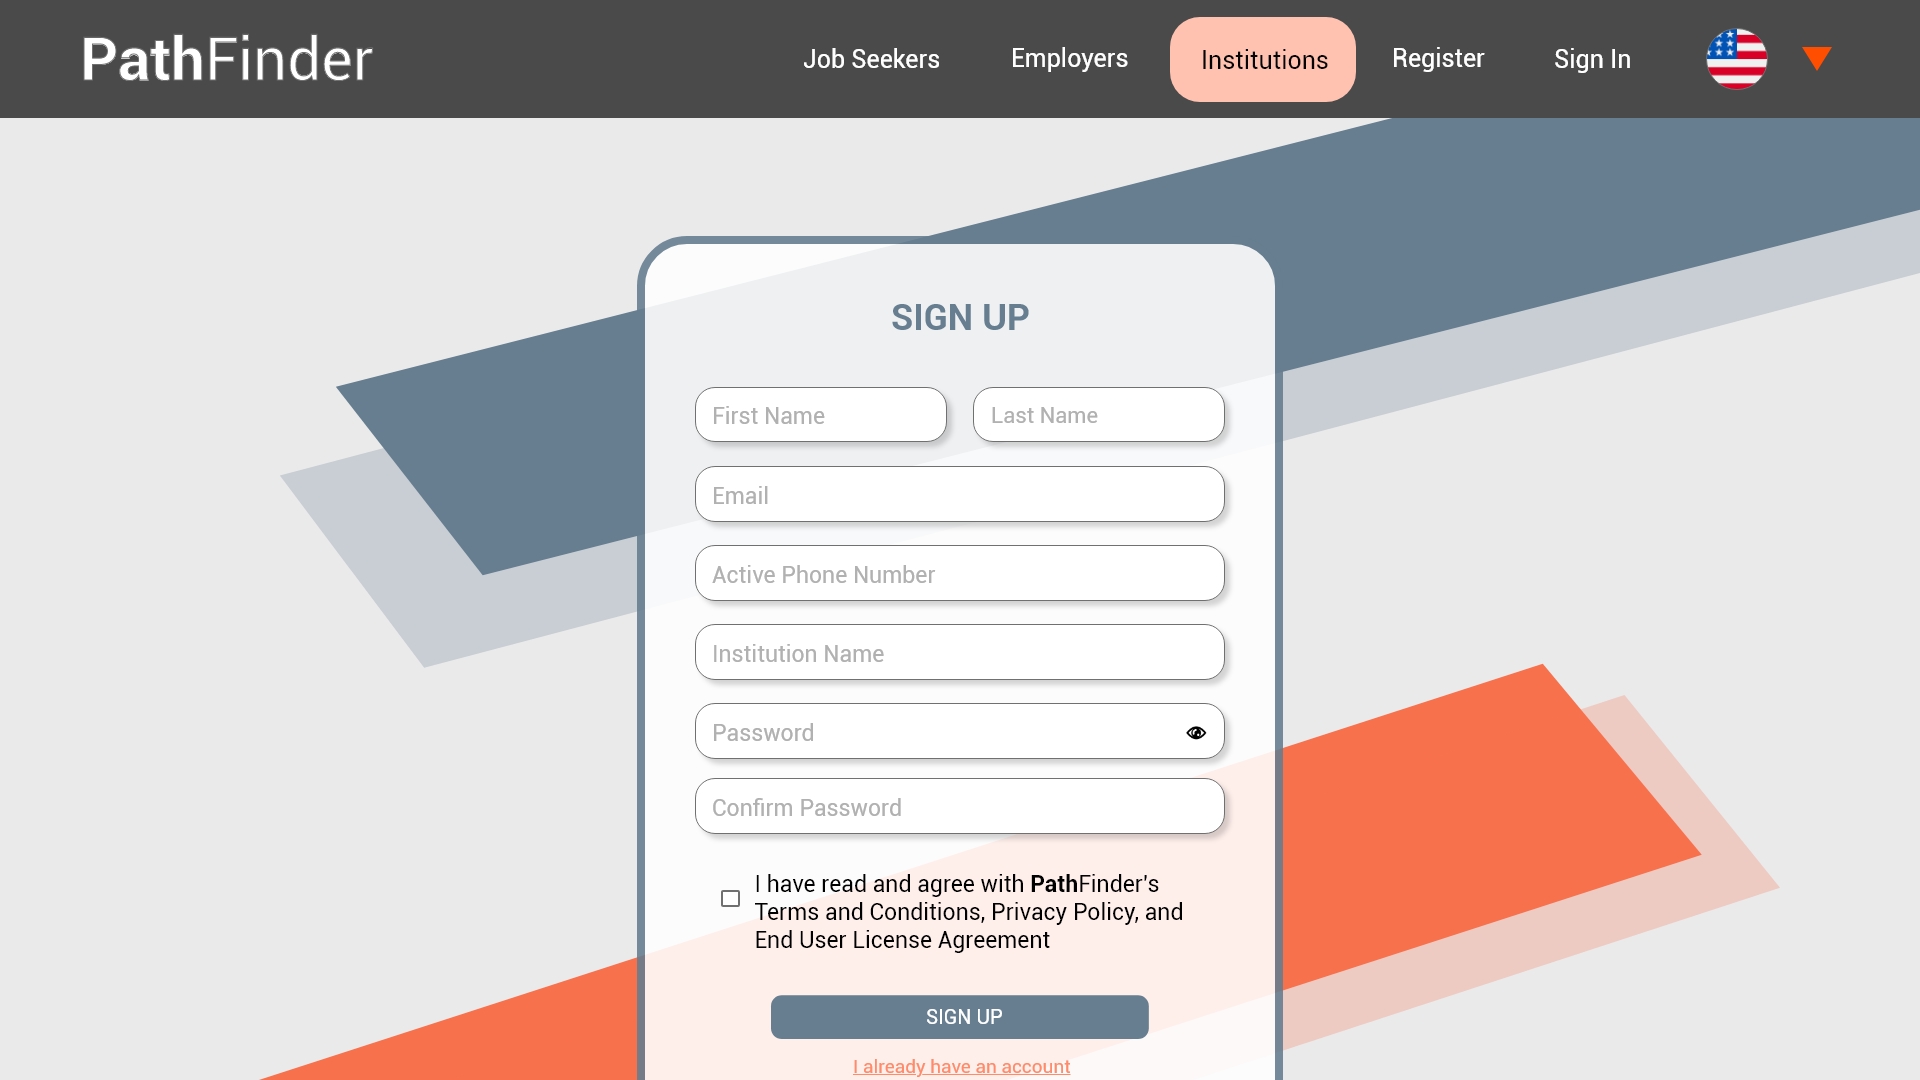 PathFinder
Job Seekers
Employers
Institutions
Register
Sign In
SIGN UP
First Name
Last Name
Email
Active Phone Number
Institution Name
Password
Confirm Password
I have read and agree with PathFinder's
Terms and Conditions, Privacy Policy, and
End User License Agreement
SIGN UP
I already have an account